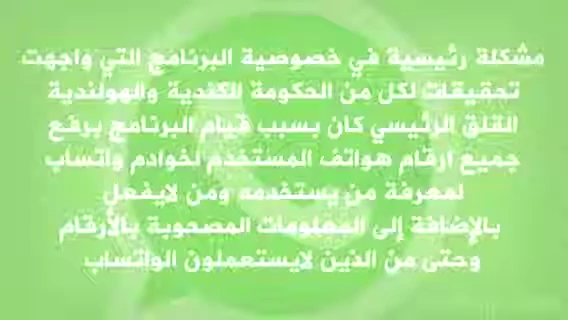 مشكلة رئيسية في خصوصية البرنامج التي واجهت
تحقيقات لكل من الحكومة الكندية والهولندية
القلق الرئيسي كان بسبب قيام البرنامج برفع
جميع ارقام هواتف المستخدم لخوادم واتساب
لمعرفة من يستخدمه ومن لايفعل
بالإضافة إلى المعلومات المصحوبة بالأرقام
وحتى من الذين لايستعملون الواتساب